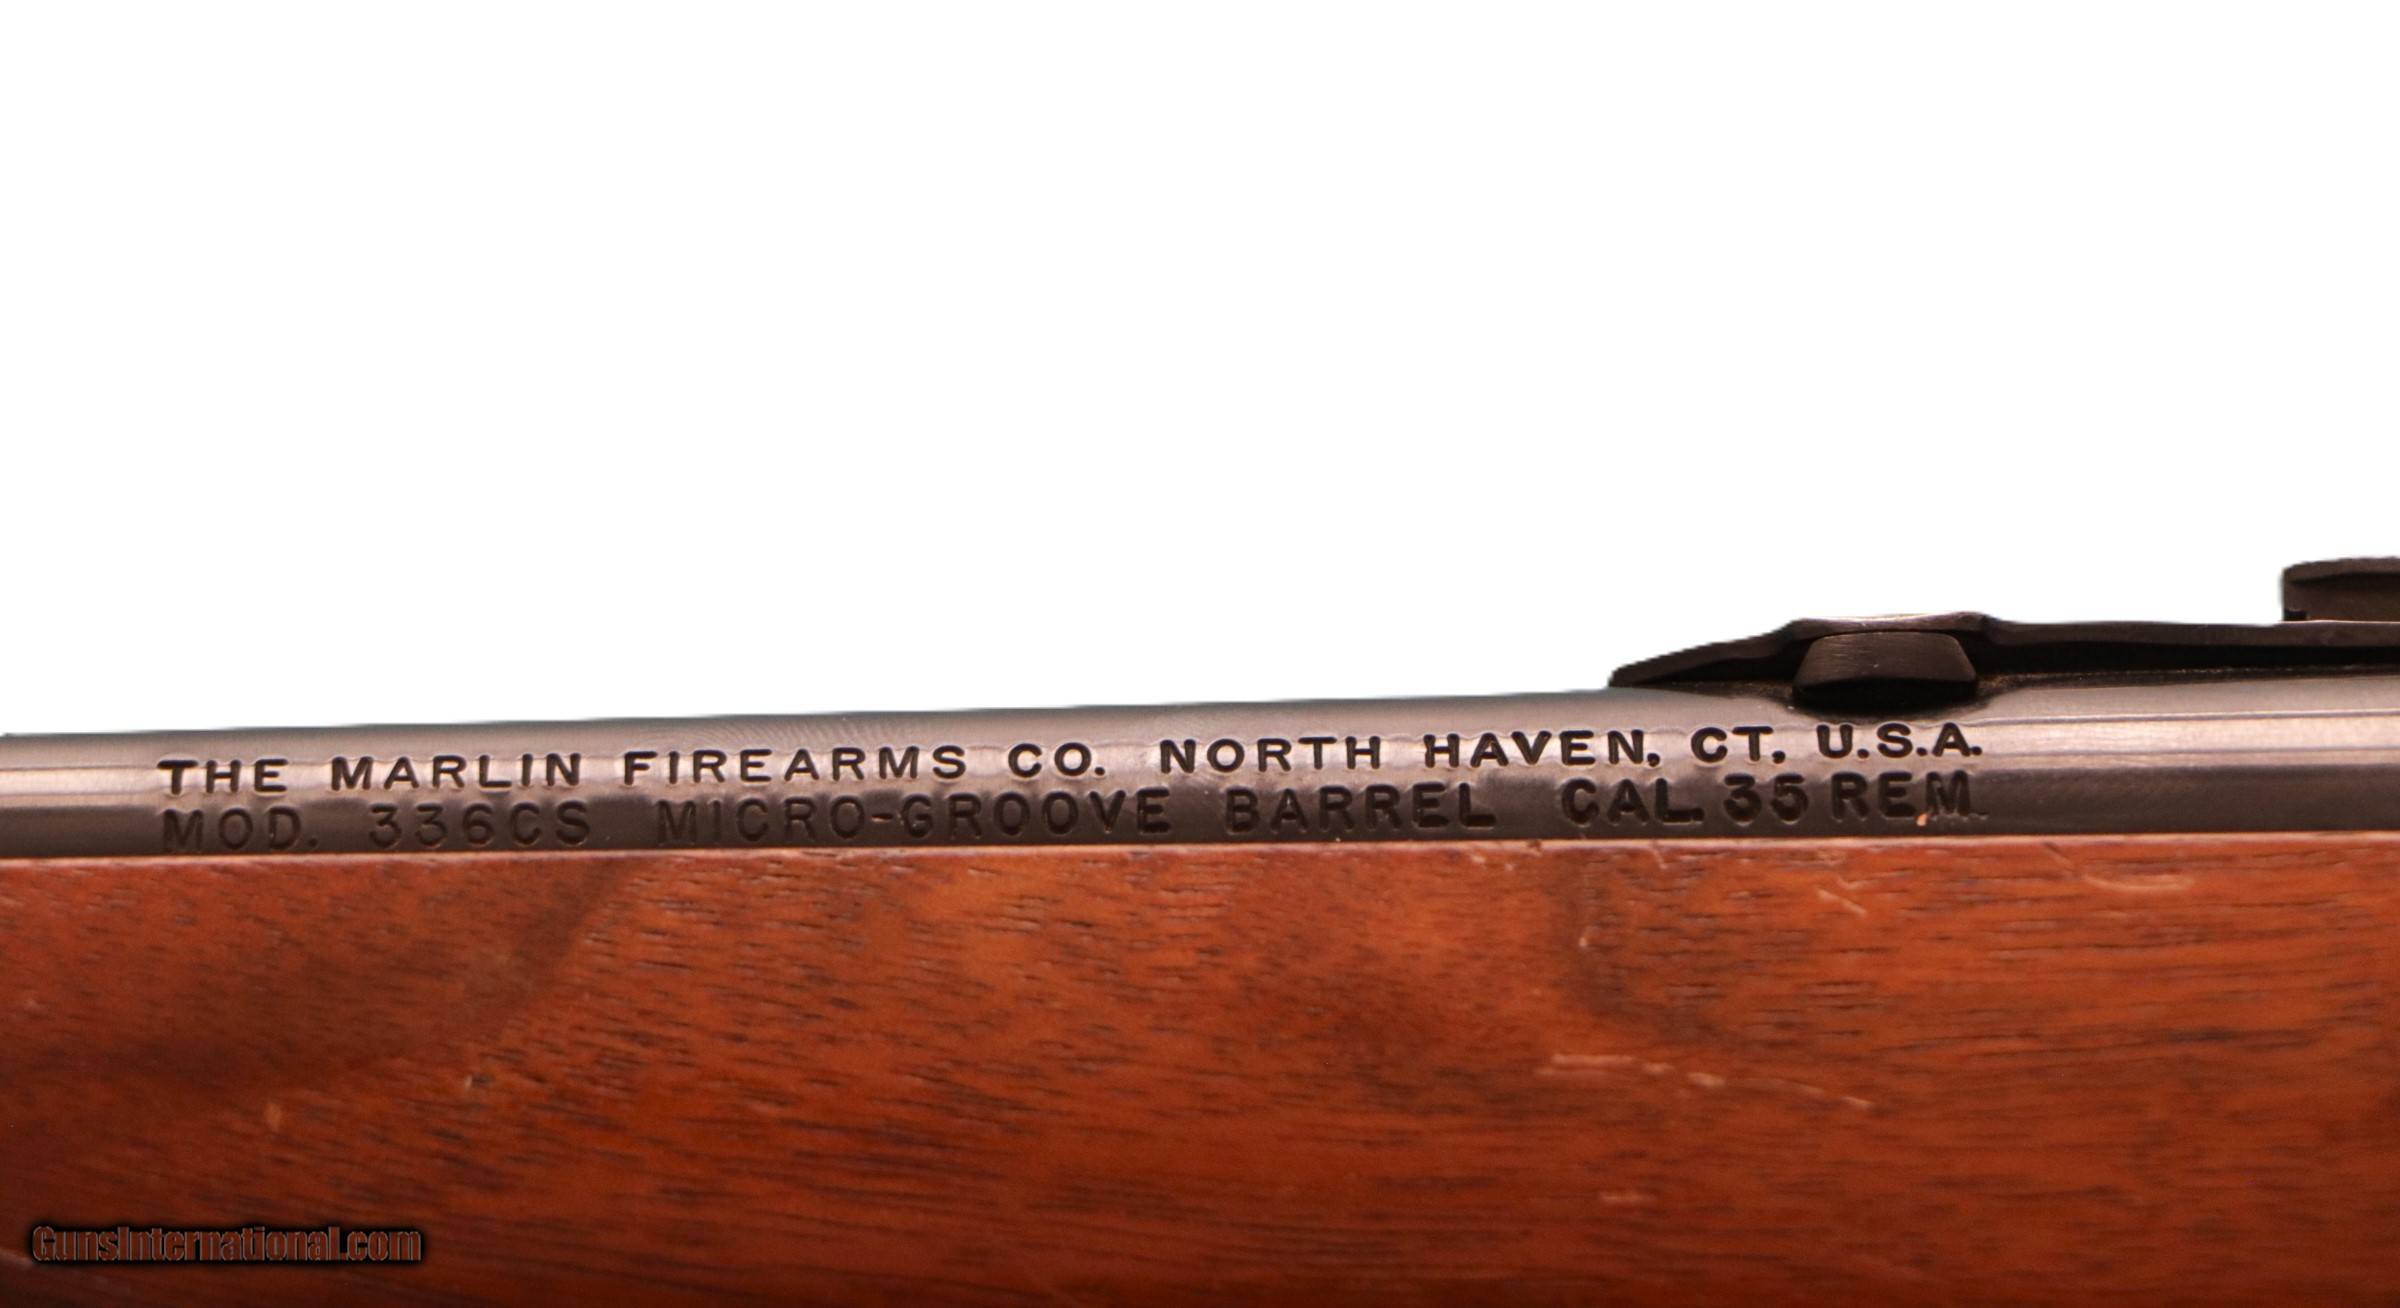 THE MARLIN FIREARMS CO. NORTH HAVEN, CT. U.S.A.
MOD. 336CS MICRO-GROOVE BARREL CAL. 35 REM.
GunsInternational.com